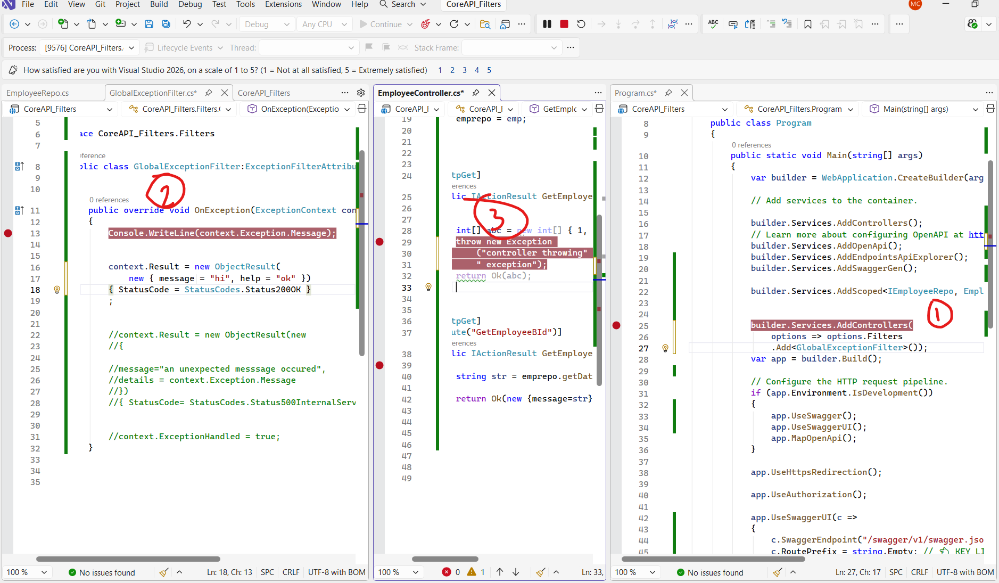 File Edit View Git Project Build Debug Test Tools Extensions Window Help Search CoreAPI_Filters MC
Debug Any CPU Continue
Process: [9576] CoreAPI_Filters. Lifecycle Events Thread: Stack Frame:
How satisfied are you with Visual Studio 2026, on a scale of 1 to 5? (1 = Not at all satisfied, 5 = Extremely satisfied) 1 2 3 4 5
EmployeeRepo.cs GlobalExceptionFilter.cs* CoreAPI_Filters
CoreAPI_Filters CoreAPI_Filters.Filters. OnException(Exceptio
5
6 ace CoreAPI_Filters.Filters
7
eference
8 blic class GlobalExceptionFilter:ExceptionFilterAttribu
9
10
2
0 references
11 public override void OnException(ExceptionContext con
12 {
13 Console.WriteLine(context.Exception.Message);
14
15
16 context.Result = new ObjectResult(
17 new { message = "hi", help = "ok" })
18 { StatusCode = StatusCodes.Status200OK }
19 ;
20
21
22 //context.Result = new ObjectResult(new
23 //{
24
25 //message="an unexpected messsage occured",
26 //details = context.Exception.Message
27 //})
28 //{ StatusCode= StatusCodes.Status500InternalServ
29
30
31 //context.ExceptionHandled = true;
32 }
33
34
35
100 % No issues found Ln: 18, Ch: 13 SPC CRLF UTF-8 with BOM
EmployeeController.cs*
CoreAPI_F CoreAPI_F GetEmplc
19 emprepo = emp;
20
21
22
23
24 tpGet]
erences
25 lic IActionResult GetEmploye
26
27
3
28 int[] abc = new int[] { 1,
29 throw new Exception
30 ("controller throwing"
31 " exception");
32 return Ok(abc);
33
34
35
36 tpGet]
37 ute("GetEmployeeBId")]
erences
38 lic IActionResult GetEmploye
39
40 string str = emprepo.getDat
41
42 return Ok(new {message=str}
43
44
45
46
47
48
49
100 % 0 1 Ln: 33,
Program.cs*
CoreAPI_Filters CoreAPI_Filters.Program Main(string[] args)
8 public class Program
9 {
0 references
10 public static void Main(string[] args)
11 {
12 var builder = WebApplication.CreateBuilder(arg
13
14 // Add services to the container.
15
16 builder.Services.AddControllers();
17 // Learn more about configuring OpenAPI at htt
18 builder.Services.AddOpenApi();
19 builder.Services.AddEndpointsApiExplorer();
20 builder.Services.AddSwaggerGen();
21
22 builder.Services.AddScoped<IEmployeeRepo, Empl
23
24
1
25 builder.Services.AddControllers(
26 options => options.Filters
27 .Add<GlobalExceptionFilter>());
28 var app = builder.Build();
29
30 // Configure the HTTP request pipeline.
31 if (app.Environment.IsDevelopment())
32 {
33 app.UseSwagger();
34 app.UseSwaggerUI();
35 app.MapOpenApi();
36 }
37
38 app.UseHttpsRedirection();
39
40 app.UseAuthorization();
41
42 app.UseSwaggerUI(c =>
43 {
44 c.SwaggerEndpoint("/swagger/v1/swagger.jso
45 c.RoutePrefix = string.Empty; // 👈 KEY LI
100 % No issues found Ln: 27, Ch: 17 SPC CRLF UTF-8 with BOM